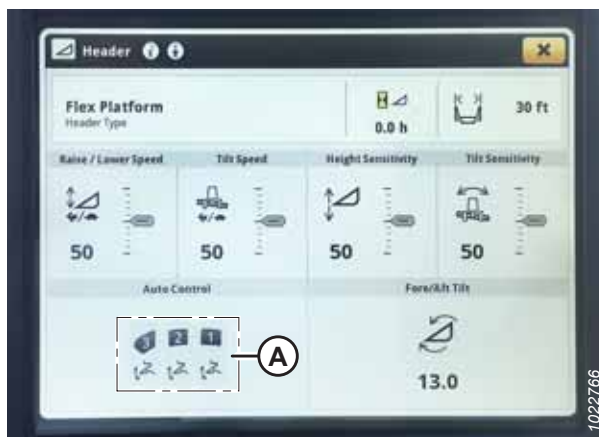 Header
Flex Platform
Header Type
0.0 h
30 ft
Raise / Lower Speed
Tilt Speed
Height Sensitivity
Tilt Sensitivity
50
50
50
50
Auto Control
Fore/Aft Tilt
3 2 1
A
13.0
1022766